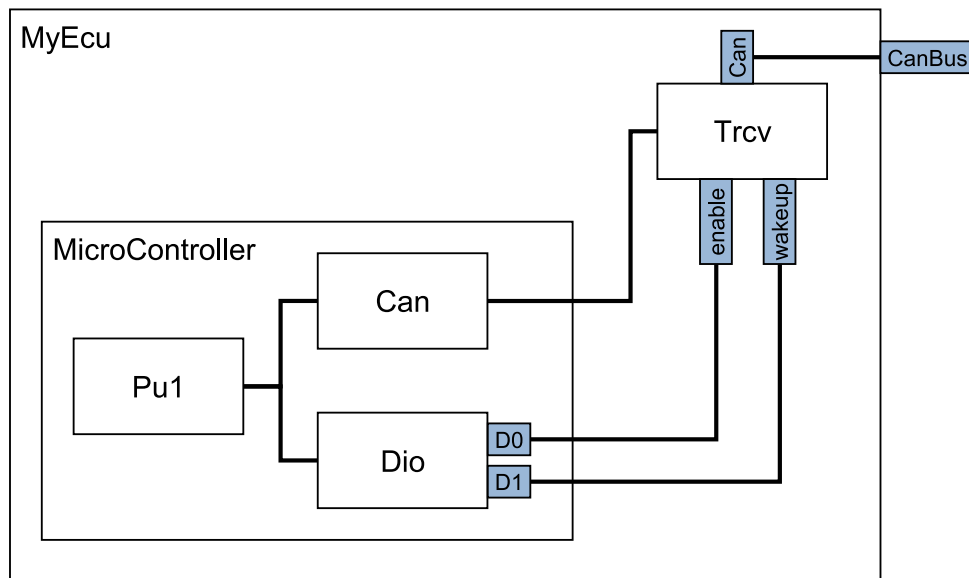 MyEcu
Can
CanBus
Trcv
enable
wakeup
MicroController
Can
Pu1
Dio
D0
D1